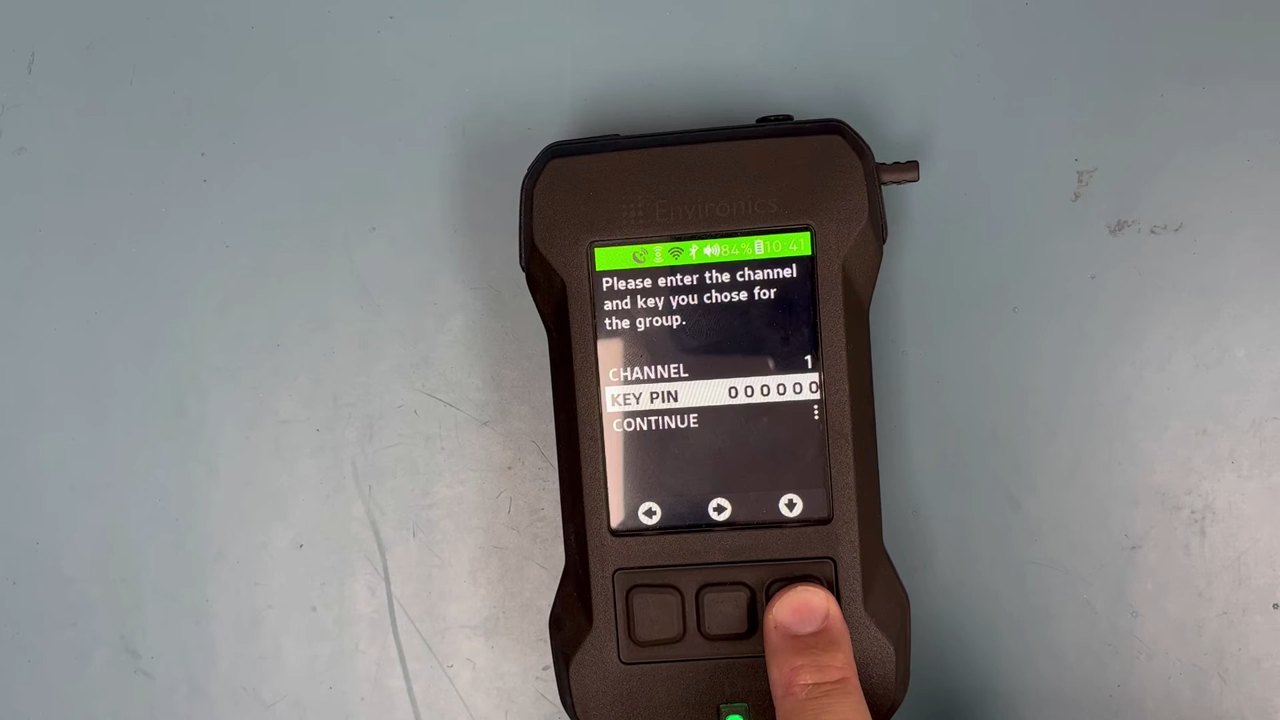 Environics
84% 10:41
Please enter the channel
and key you chose for
the group.
CHANNEL 1
KEY PIN 000000
CONTINUE